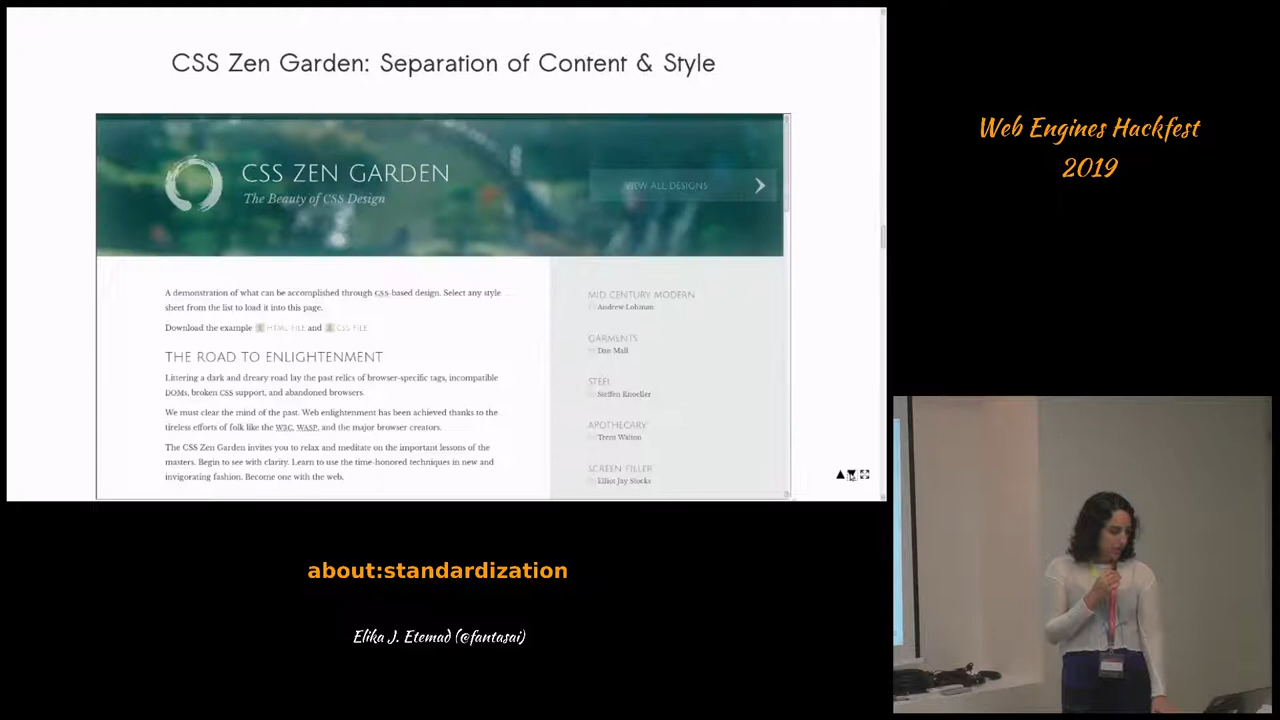 CSS Zen Garden: Separation of Content & Style
Web Engines Hackfest
2019
CSS ZEN GARDEN
The Beauty of CSS Design
VIEW ALL DESIGNS
A demonstration of what can be accomplished through CSS-based design. Select any style
sheet from the list to load it into this page.
Download the example HTML FILE and CSS FILE
THE ROAD TO ENLIGHTENMENT
Littering a dark and dreary road lay the past relics of browser-specific tags, incompatible
DOMs, broken CSS support, and abandoned browsers.
We must clear the mind of the past. Web enlightenment has been achieved thanks to the
tireless efforts of folk like the W3C, WASP, and the major browser creators.
The CSS Zen Garden invites you to relax and meditate on the important lessons of the
masters. Begin to see with clarity. Learn to use the time-honored techniques in new and
invigorating fashion. Become one with the web.
MID CENTURY MODERN
by Andrew Lohman
GARMENTS
by Dan Mall
STEEL
by Steffen Knoeller
APOTHECARY
by Trent Walton
SCREEN FILLER
by Elliot Jay Stocks
about:standardization
Elika J. Etemad (@fantasai)